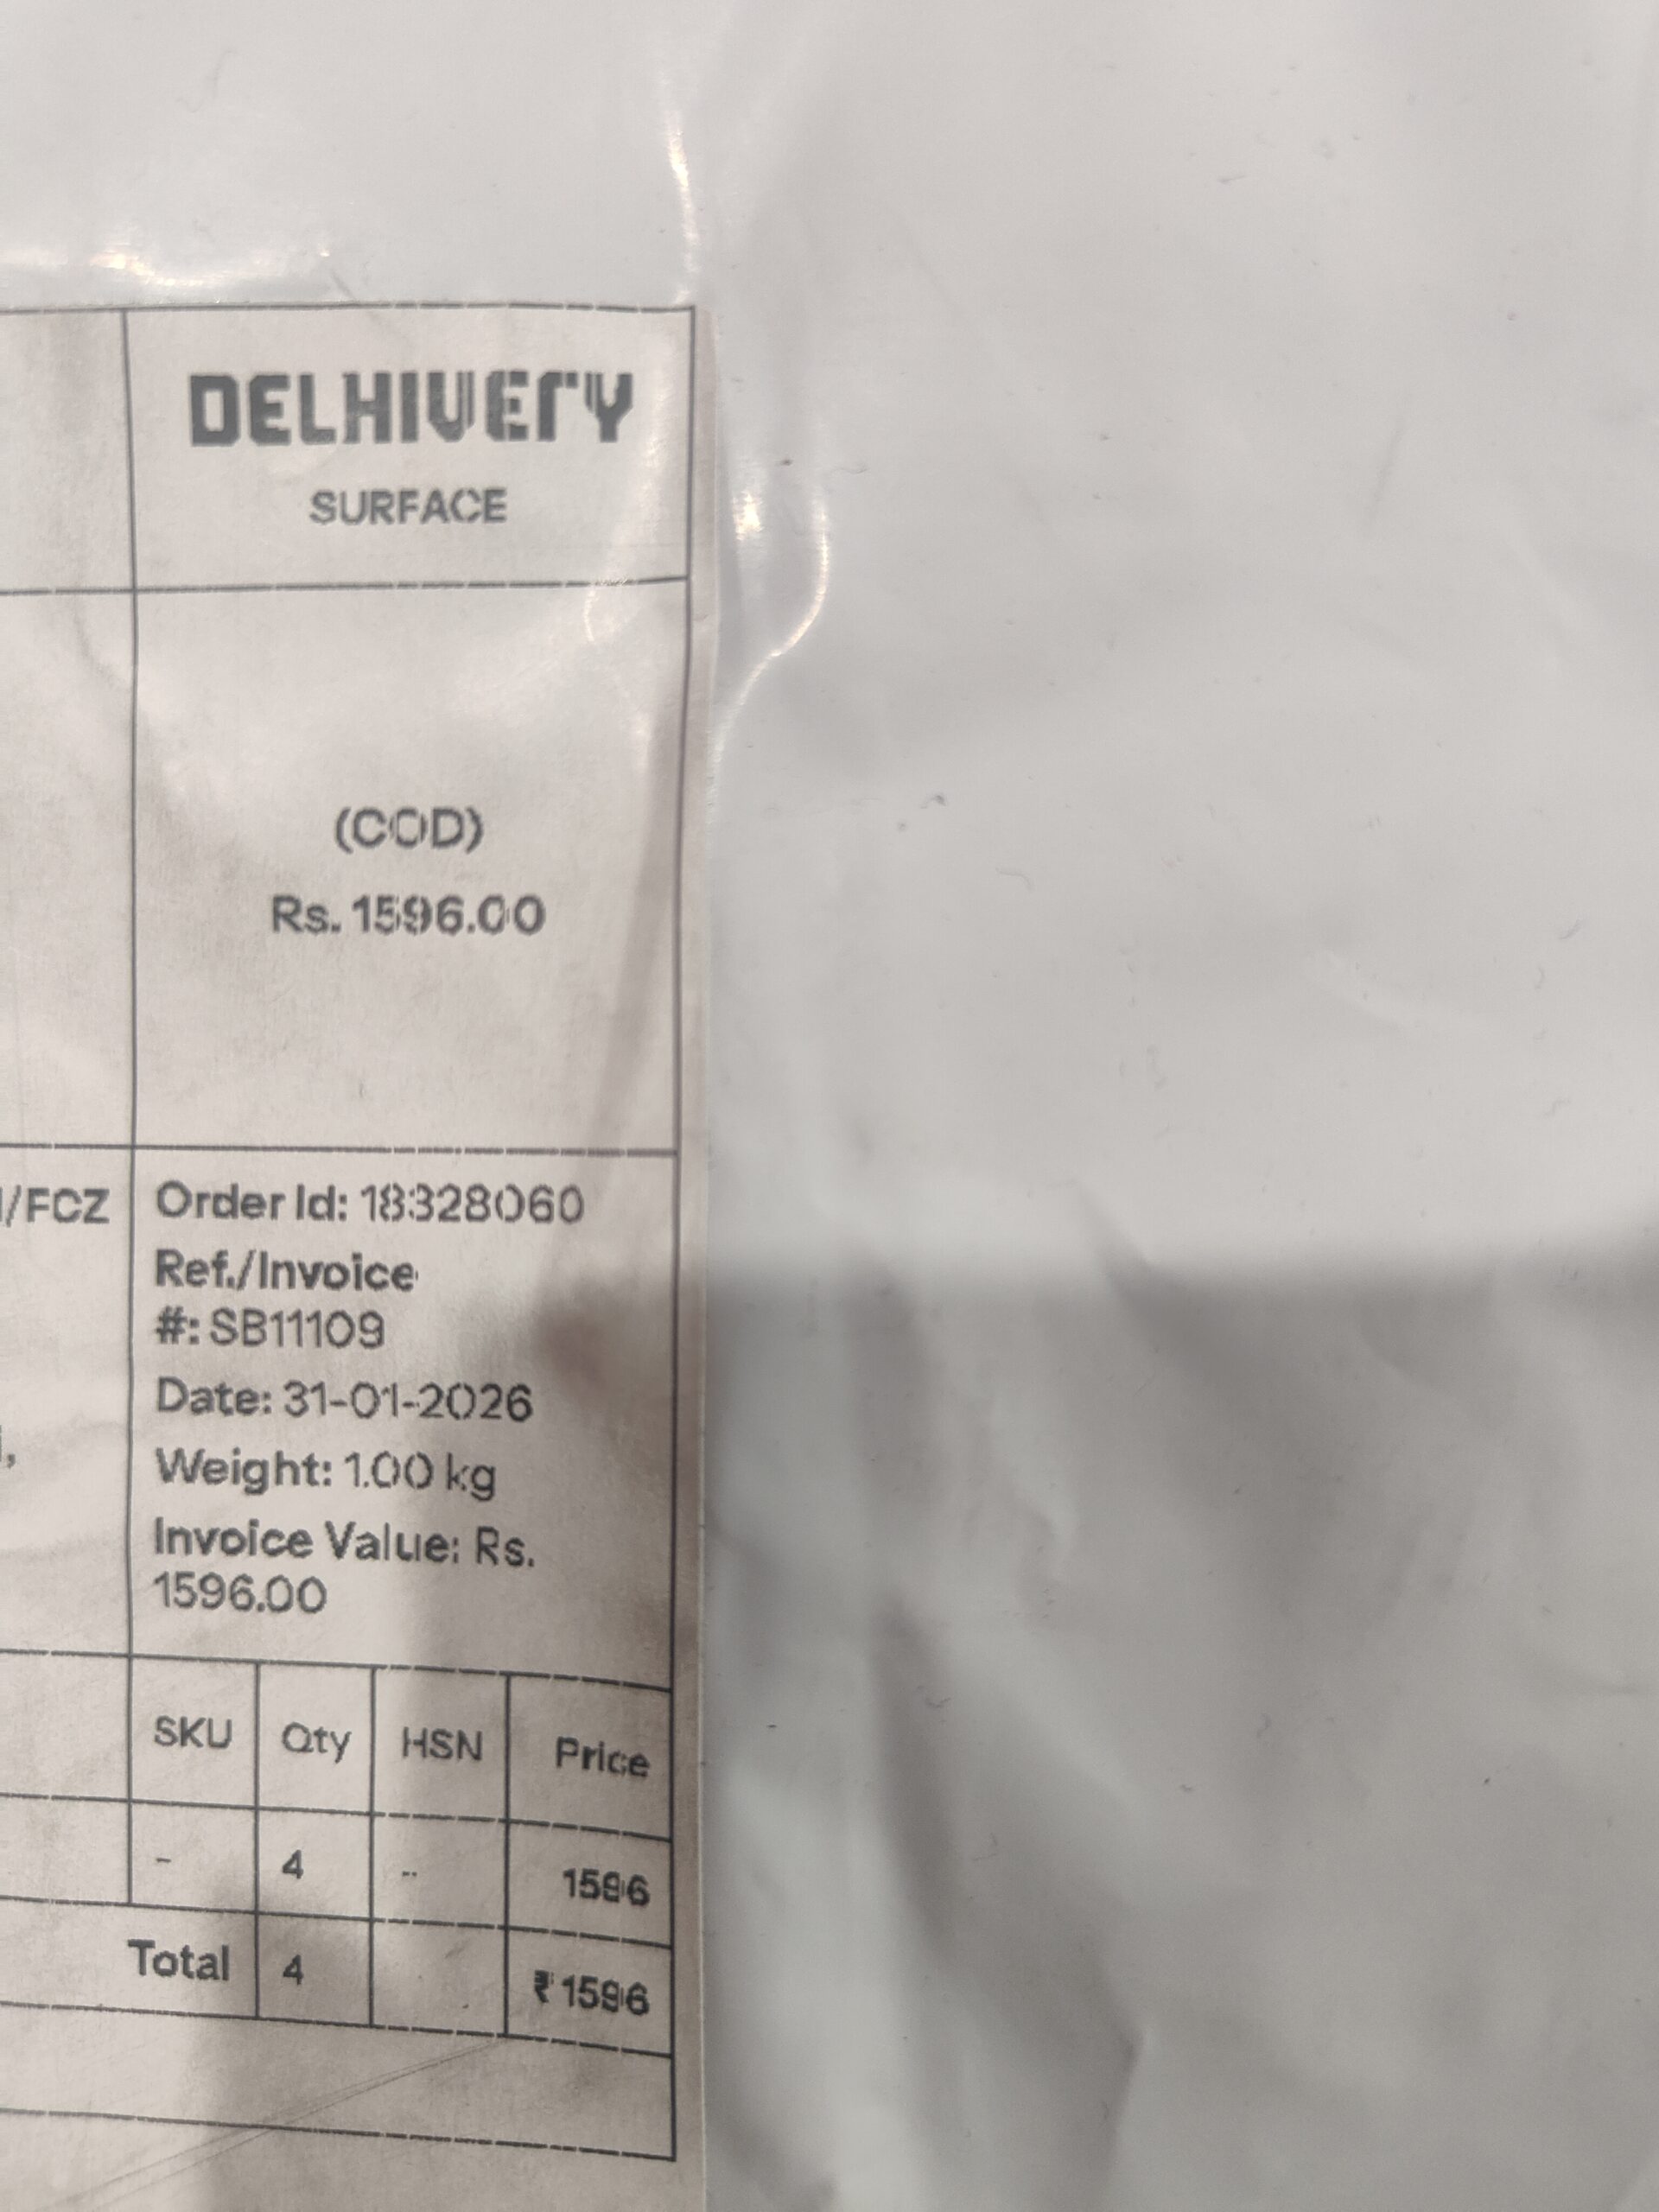 DELHIVERY
SURFACE
(COD)
Rs. 1596.00
/FCZ
Order Id: 18328060
Ref./Invoice
#: SB11109
Date: 31-01-2026
,
Weight: 1.00 kg
Invoice Value: Rs.
1596.00
SKU Qty HSN Price
- 4 - 1596
Total 4 ₹ 1596